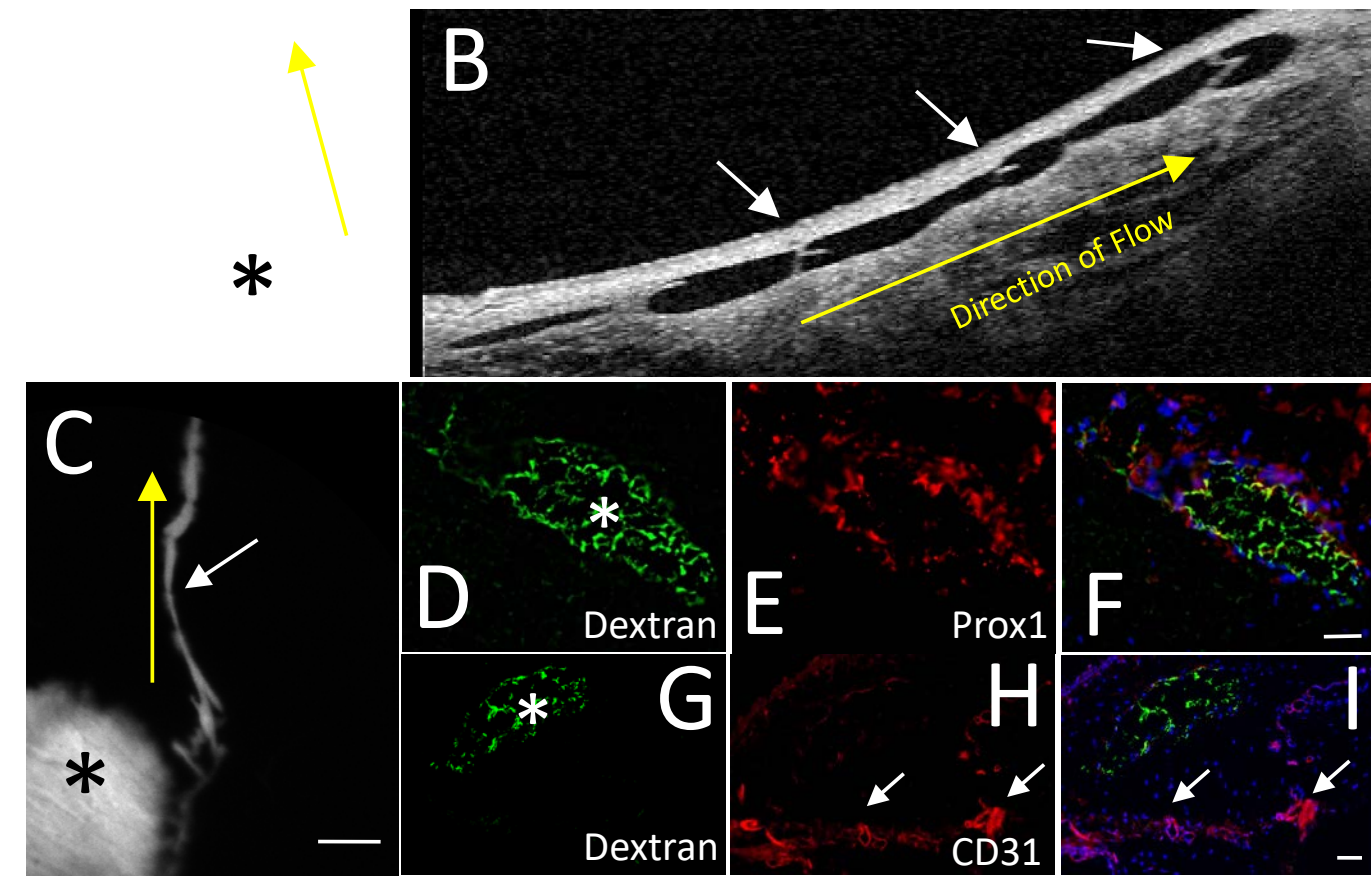 *
B
Direction of Flow
C
*
D
*
Dextran
E
Prox1
F
G
*
Dextran
H
CD31
I